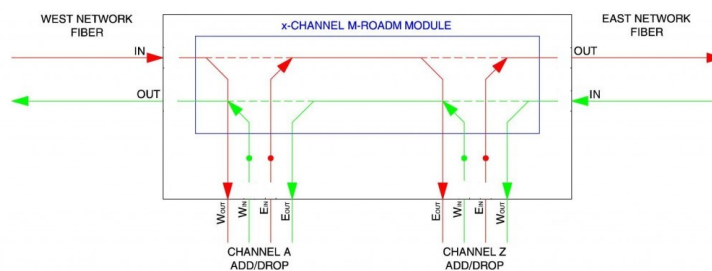 WEST NETWORK
FIBER
x-CHANNEL M-ROADM MODULE
EAST NETWORK
FIBER
IN
OUT
OUT
IN
WOUT
WIN
EIN
EOUT
EOUT
WIN
EIN
WOUT
CHANNEL A
ADD/DROP
CHANNEL Z
ADD/DROP